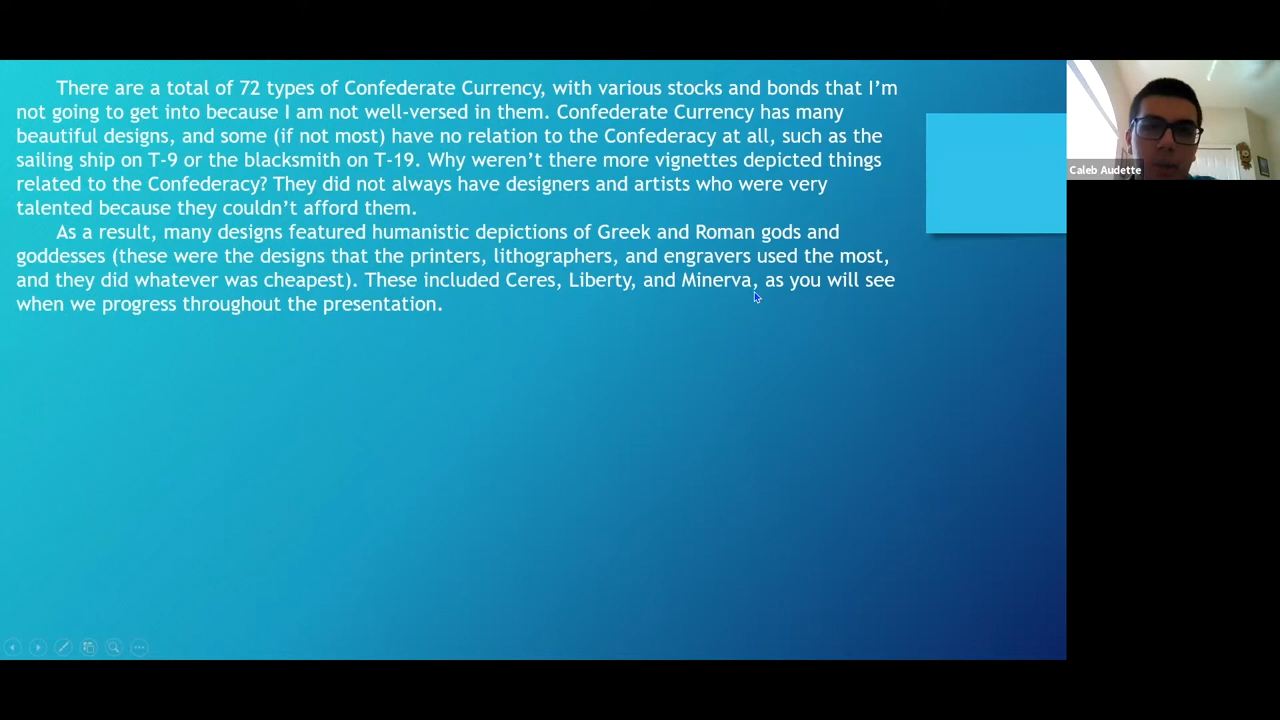 There are a total of 72 types of Confederate Currency, with various stocks and bonds that I'm
not going to get into because I am not well-versed in them. Confederate Currency has many
beautiful designs, and some (if not most) have no relation to the Confederacy at all, such as the
sailing ship on T-9 or the blacksmith on T-19. Why weren't there more vignettes depicted things
related to the Confederacy? They did not always have designers and artists who were very
talented because they couldn't afford them.
As a result, many designs featured humanistic depictions of Greek and Roman gods and
goddesses (these were the designs that the printers, lithographers, and engravers used the most,
and they did whatever was cheapest). These included Ceres, Liberty, and Minerva, as you will see
when we progress throughout the presentation.
Caleb Audette